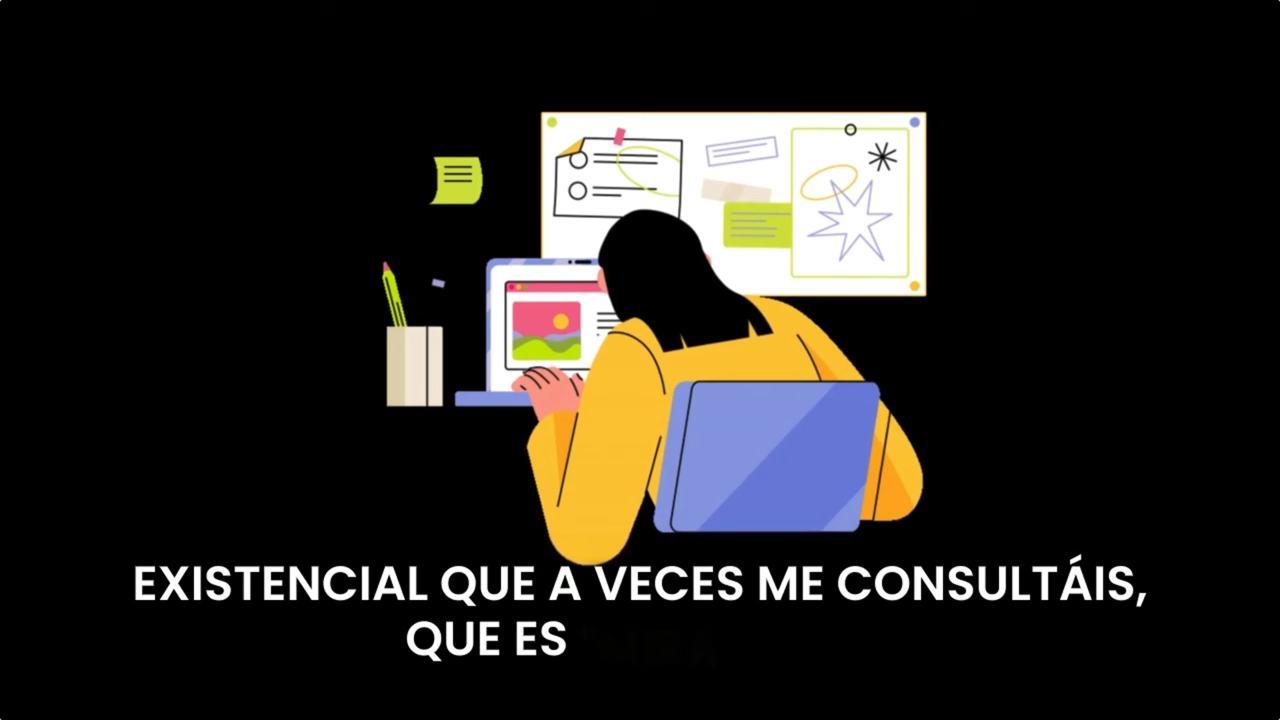 EXISTENCIAL QUE A VECES ME CONSULTÁIS,
QUE ES